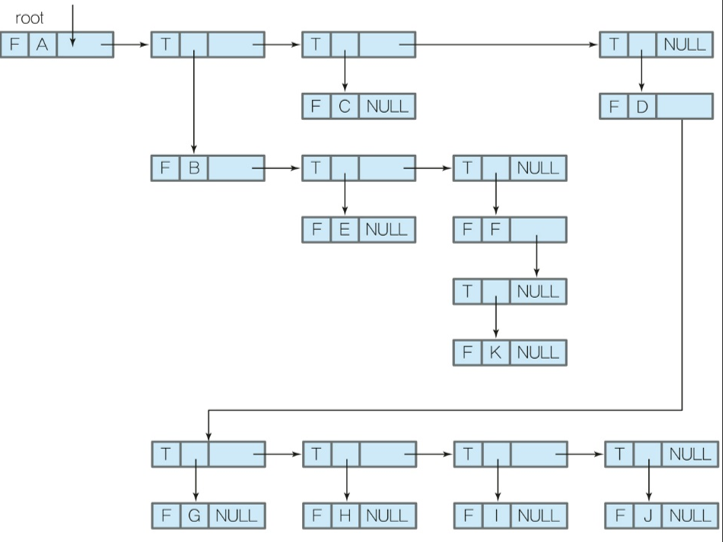 root
F A T T T NULL
F C NULL F D
F B T T NULL
F E NULL F F
T NULL
F K NULL
T T T T NULL
F G NULL F H NULL F I NULL F J NULL